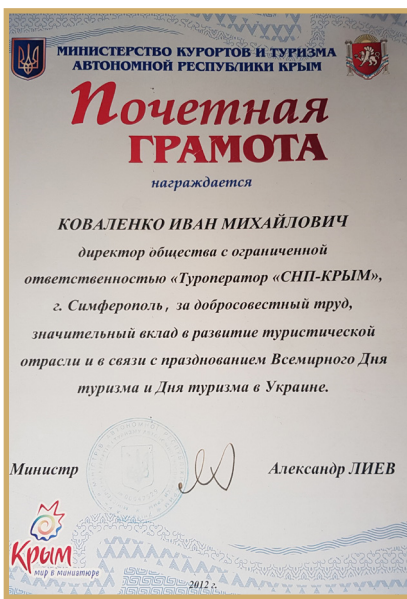 МИНИСТЕРСТВО КУРОРТОВ И ТУРИЗМА
АВТОНОМНОЙ РЕСПУБЛИКИ КРЫМ
Почетная
ГРАМОТА
награждается
КОВАЛЕНКО ИВАН МИХАЙЛОВИЧ
директор общества с ограниченной
ответственностью «Туроператор «СНП-КРЫМ»,
г. Симферополь, за добросовестный труд,
значительный вклад в развитие туристической
отрасли и в связи с празднованием Всемирного Дня
туризма и Дня туризма в Украине.
Министр Александр ЛИЕВ
Крым
мир в миниатюре
2012 г.